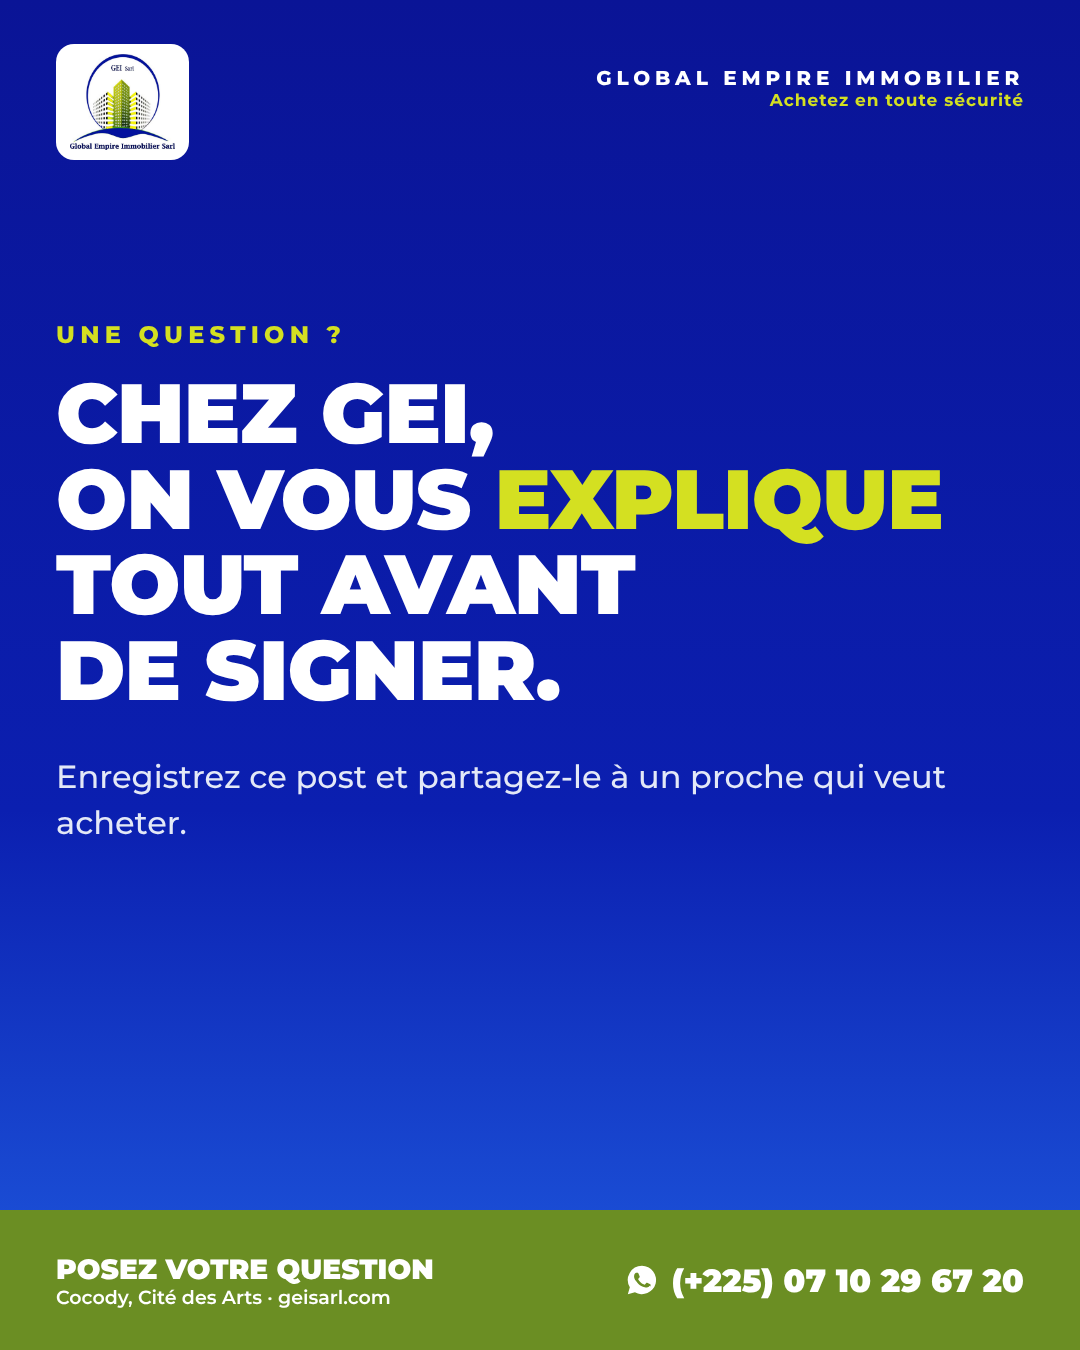 GEI Sarl
Global Empire Immobilier Sarl
GLOBAL EMPIRE IMMOBILIER
Achetez en toute sécurité
UNE QUESTION ?
CHEZ GEI,
ON VOUS EXPLIQUE
TOUT AVANT
DE SIGNER.
Enregistrez ce post et partagez-le à un proche qui veut
acheter.
POSEZ VOTRE QUESTION
Cocody, Cité des Arts · geisarl.com
(+225) 07 10 29 67 20